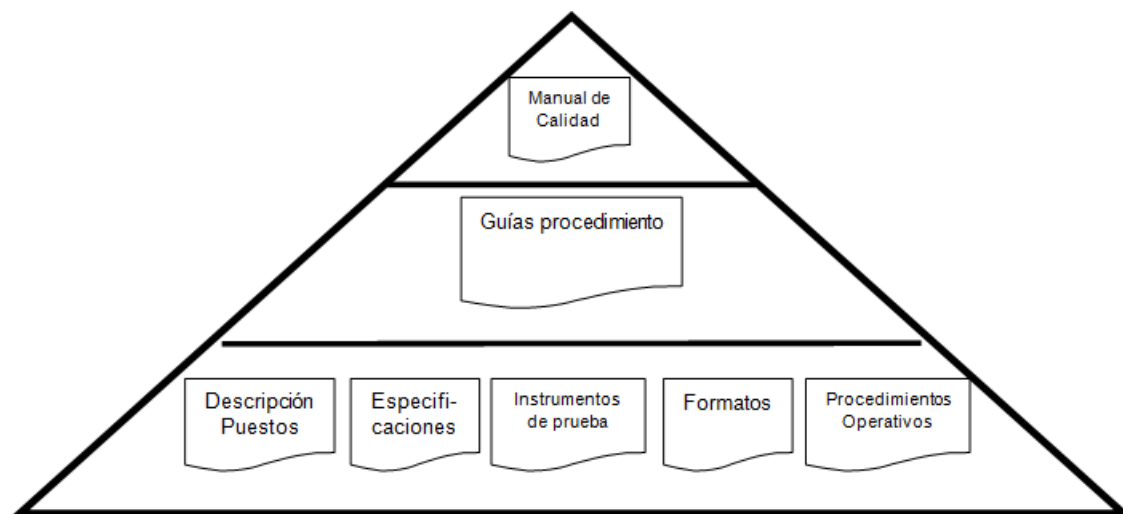 Manual de
Calidad
Guías procedimiento
Descripción
Puestos
Especifi-
caciones
Instrumentos
de prueba
Formatos
Procedimientos
Operativos